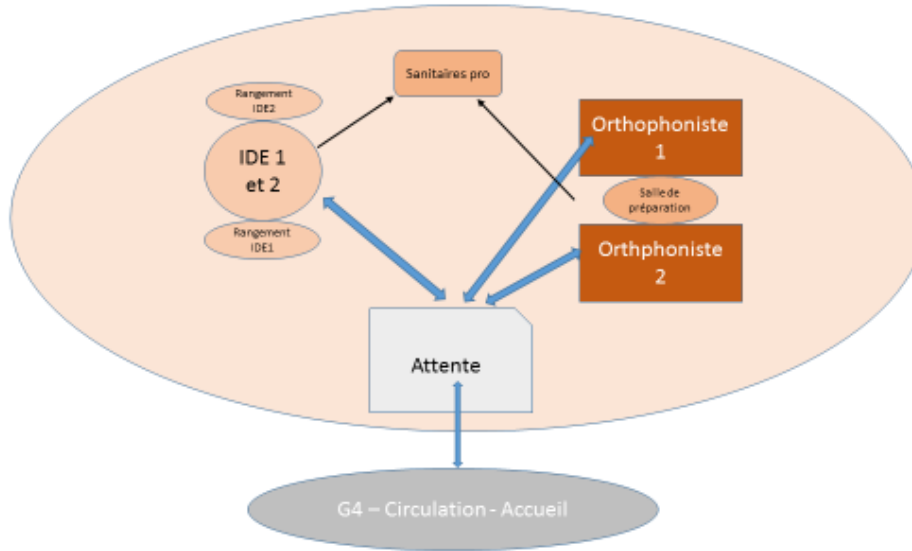 Sanitaires pro
Rangement
IDE2
IDE 1
et 2
Rangement
IDE1
Orthophoniste
1
Salle de
préparation
Orthphoniste
2
Attente
G4 – Circulation - Accueil